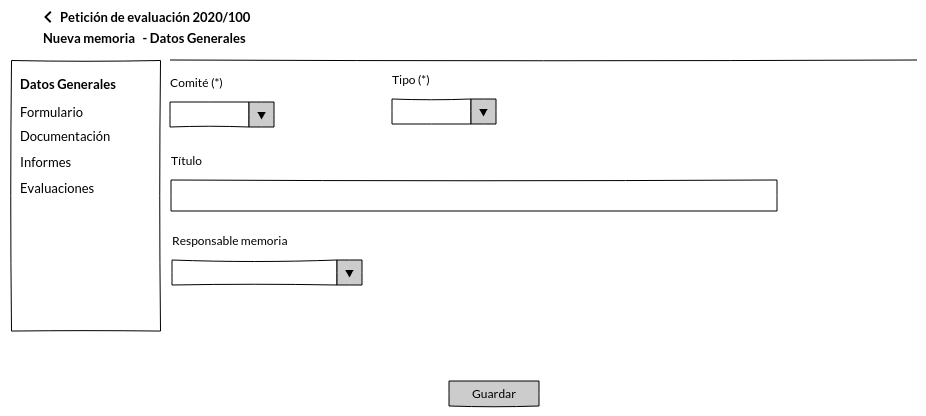 Petición de evaluación 2020/100
Nueva memoria - Datos Generales
Datos Generales
Formulario
Documentación
Informes
Evaluaciones
Comité (*)
Tipo (*)
Título
Responsable memoria
Guardar